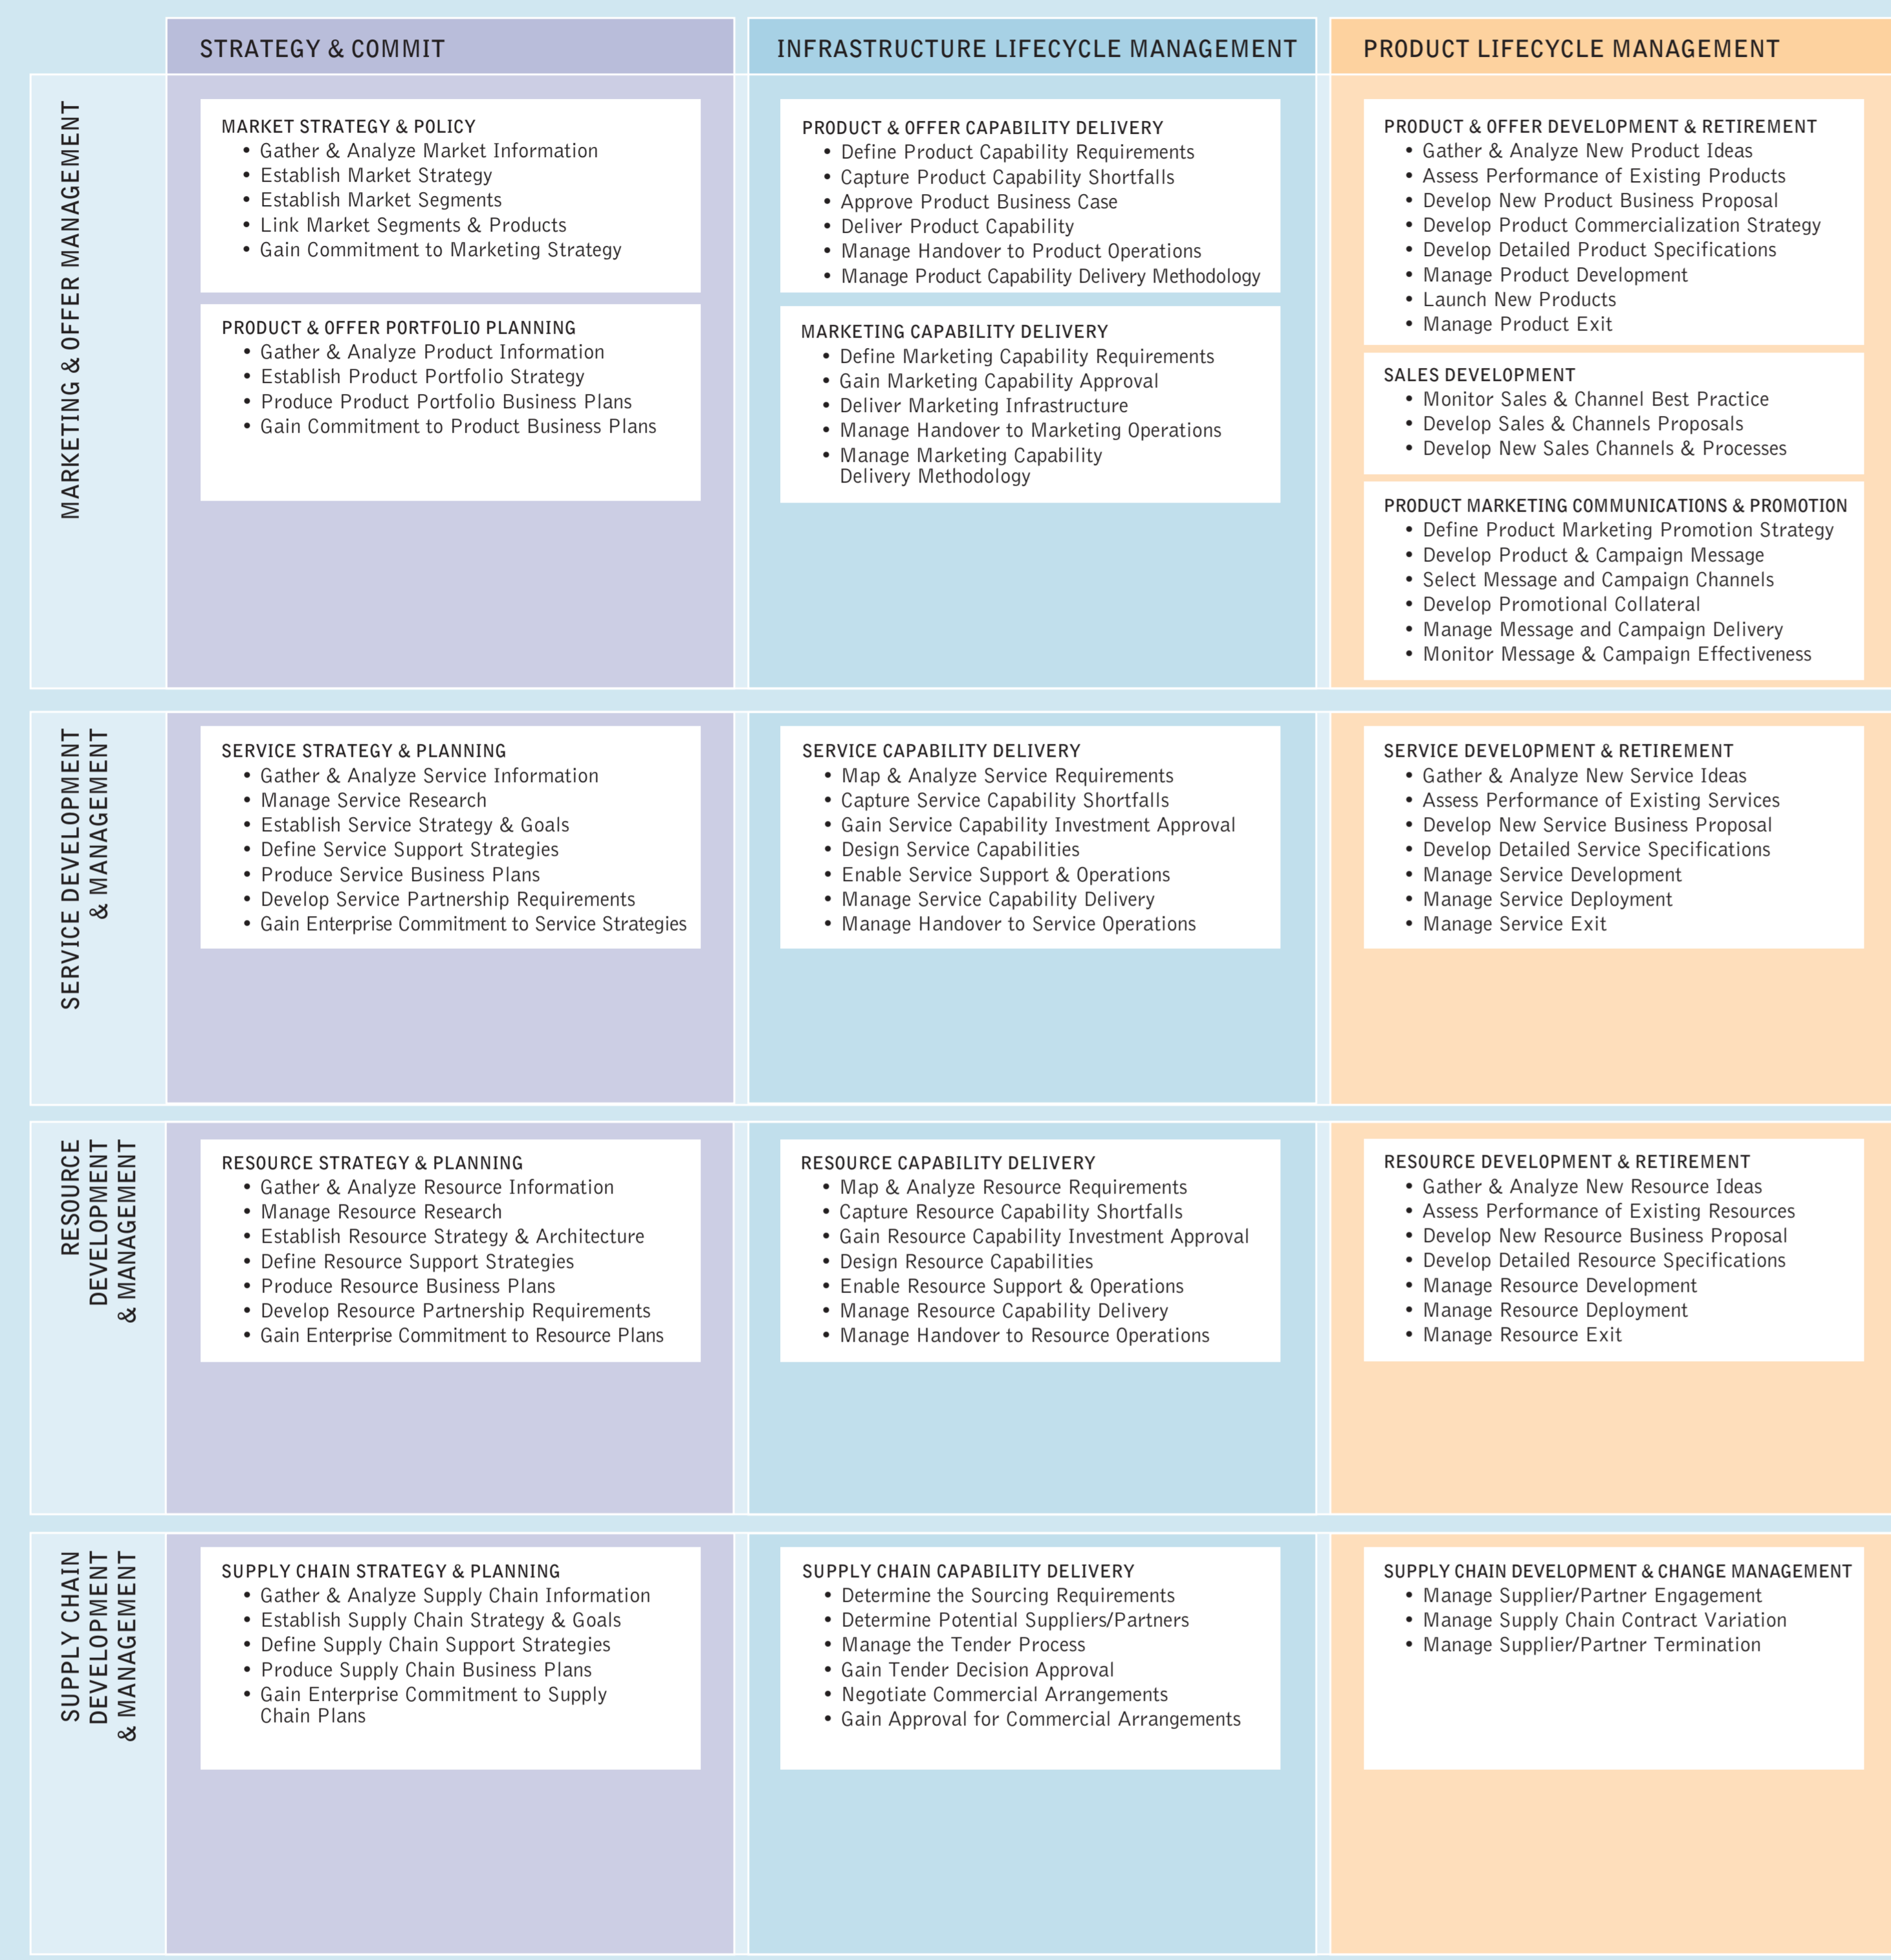 STRATEGY & COMMIT
INFRASTRUCTURE LIFECYCLE MANAGEMENT
PRODUCT LIFECYCLE MANAGEMENT
MARKETING & OFFER MANAGEMENT
MARKET STRATEGY & POLICY
• Gather & Analyze Market Information
• Establish Market Strategy
• Establish Market Segments
• Link Market Segments & Products
• Gain Commitment to Marketing Strategy
PRODUCT & OFFER PORTFOLIO PLANNING
• Gather & Analyze Product Information
• Establish Product Portfolio Strategy
• Produce Product Portfolio Business Plans
• Gain Commitment to Product Business Plans
PRODUCT & OFFER CAPABILITY DELIVERY
• Define Product Capability Requirements
• Capture Product Capability Shortfalls
• Approve Product Business Case
• Deliver Product Capability
• Manage Handover to Product Operations
• Manage Product Capability Delivery Methodology
MARKETING CAPABILITY DELIVERY
• Define Marketing Capability Requirements
• Gain Marketing Capability Approval
• Deliver Marketing Infrastructure
• Manage Handover to Marketing Operations
• Manage Marketing Capability
Delivery Methodology
PRODUCT & OFFER DEVELOPMENT & RETIREMENT
• Gather & Analyze New Product Ideas
• Assess Performance of Existing Products
• Develop New Product Business Proposal
• Develop Product Commercialization Strategy
• Develop Detailed Product Specifications
• Manage Product Development
• Launch New Products
• Manage Product Exit
SALES DEVELOPMENT
• Monitor Sales & Channel Best Practice
• Develop Sales & Channels Proposals
• Develop New Sales Channels & Processes
PRODUCT MARKETING COMMUNICATIONS & PROMOTION
• Define Product Marketing Promotion Strategy
• Develop Product & Campaign Message
• Select Message and Campaign Channels
• Develop Promotional Collateral
• Manage Message and Campaign Delivery
• Monitor Message & Campaign Effectiveness
SERVICE DEVELOPMENT
& MANAGEMENT
SERVICE STRATEGY & PLANNING
• Gather & Analyze Service Information
• Manage Service Research
• Establish Service Strategy & Goals
• Define Service Support Strategies
• Produce Service Business Plans
• Develop Service Partnership Requirements
• Gain Enterprise Commitment to Service Strategies
SERVICE CAPABILITY DELIVERY
• Map & Analyze Service Requirements
• Capture Service Capability Shortfalls
• Gain Service Capability Investment Approval
• Design Service Capabilities
• Enable Service Support & Operations
• Manage Service Capability Delivery
• Manage Handover to Service Operations
SERVICE DEVELOPMENT & RETIREMENT
• Gather & Analyze New Service Ideas
• Assess Performance of Existing Services
• Develop New Service Business Proposal
• Develop Detailed Service Specifications
• Manage Service Development
• Manage Service Deployment
• Manage Service Exit
RESOURCE
DEVELOPMENT
& MANAGEMENT
RESOURCE STRATEGY & PLANNING
• Gather & Analyze Resource Information
• Manage Resource Research
• Establish Resource Strategy & Architecture
• Define Resource Support Strategies
• Produce Resource Business Plans
• Develop Resource Partnership Requirements
• Gain Enterprise Commitment to Resource Plans
RESOURCE CAPABILITY DELIVERY
• Map & Analyze Resource Requirements
• Capture Resource Capability Shortfalls
• Gain Resource Capability Investment Approval
• Design Resource Capabilities
• Enable Resource Support & Operations
• Manage Resource Capability Delivery
• Manage Handover to Resource Operations
RESOURCE DEVELOPMENT & RETIREMENT
• Gather & Analyze New Resource Ideas
• Assess Performance of Existing Resources
• Develop New Resource Business Proposal
• Develop Detailed Resource Specifications
• Manage Resource Development
• Manage Resource Deployment
• Manage Resource Exit
SUPPLY CHAIN
DEVELOPMENT
& MANAGEMENT
SUPPLY CHAIN STRATEGY & PLANNING
• Gather & Analyze Supply Chain Information
• Establish Supply Chain Strategy & Goals
• Define Supply Chain Support Strategies
• Produce Supply Chain Business Plans
• Gain Enterprise Commitment to Supply
Chain Plans
SUPPLY CHAIN CAPABILITY DELIVERY
• Determine the Sourcing Requirements
• Determine Potential Suppliers/Partners
• Manage the Tender Process
• Gain Tender Decision Approval
• Negotiate Commercial Arrangements
• Gain Approval for Commercial Arrangements
SUPPLY CHAIN DEVELOPMENT & CHANGE MANAGEMENT
• Manage Supplier/Partner Engagement
• Manage Supply Chain Contract Variation
• Manage Supplier/Partner Termination